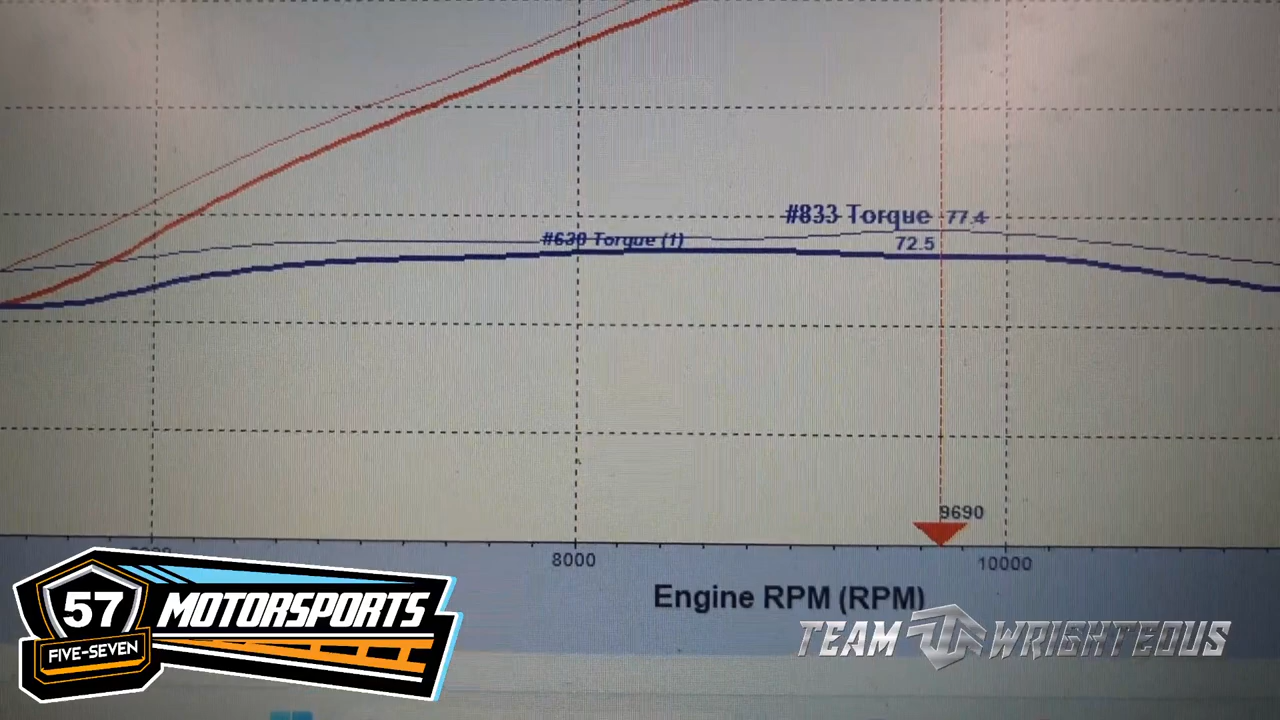 #833 Torque 77.4
#630 Torque (1)
72.5
9690
8000
10000
Engine RPM (RPM)
57
FIVE-SEVEN
MOTORSPORTS
TEAM WRIGHTEOUS